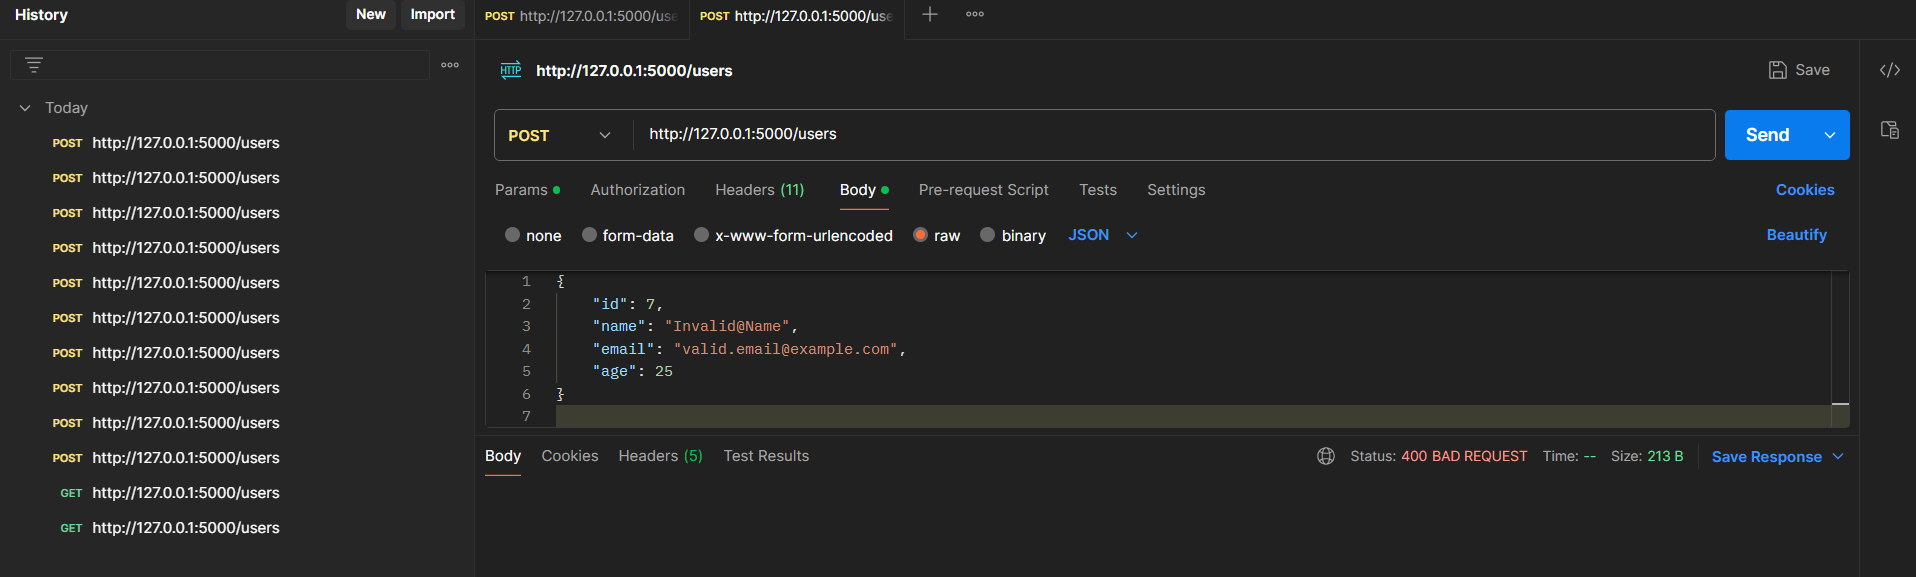 History
New
Import
Today
POST http://127.0.0.1:5000/users
POST http://127.0.0.1:5000/users
POST http://127.0.0.1:5000/users
POST http://127.0.0.1:5000/users
POST http://127.0.0.1:5000/users
POST http://127.0.0.1:5000/users
POST http://127.0.0.1:5000/users
POST http://127.0.0.1:5000/users
POST http://127.0.0.1:5000/users
POST http://127.0.0.1:5000/users
GET http://127.0.0.1:5000/users
GET http://127.0.0.1:5000/users
POST http://127.0.0.1:5000/use
POST http://127.0.0.1:5000/use
HTTP http://127.0.0.1:5000/users
Save
</>
POST http://127.0.0.1:5000/users
Send
Params Authorization Headers (11) Body Pre-request Script Tests Settings Cookies
none form-data x-www-form-urlencoded raw binary JSON Beautify
1 {
2 "id": 7,
3 "name": "Invalid@Name",
4 "email": "valid.email@example.com",
5 "age": 25
6 }
7
Body Cookies Headers (5) Test Results Status: 400 BAD REQUEST Time: -- Size: 213 B Save Response